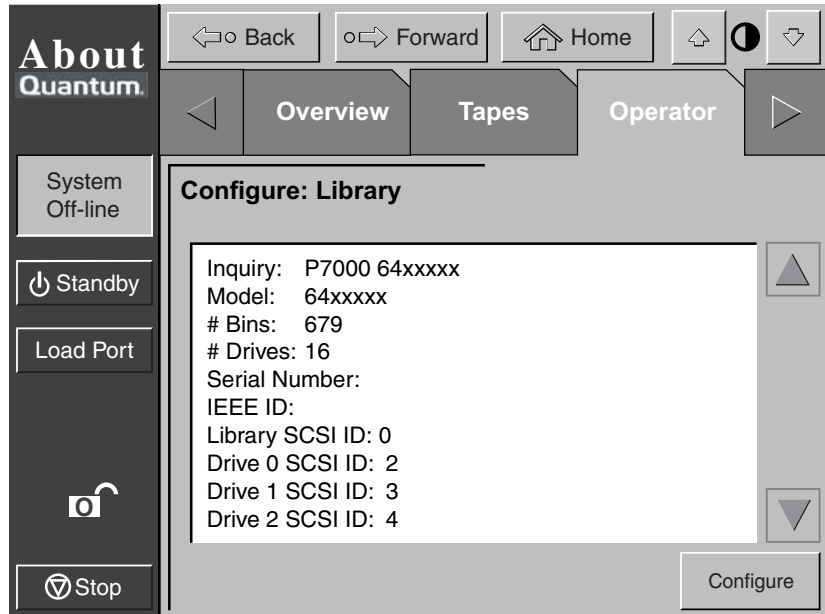 About
Quantum.
Back
Forward
Home
Overview
Tapes
Operator
System
Off-line
Standby
Load Port
O
Stop
Configure: Library
Inquiry: P7000 64xxxxx
Model: 64xxxxx
# Bins: 679
# Drives: 16
Serial Number:
IEEE ID:
Library SCSI ID: 0
Drive 0 SCSI ID: 2
Drive 1 SCSI ID: 3
Drive 2 SCSI ID: 4
Configure